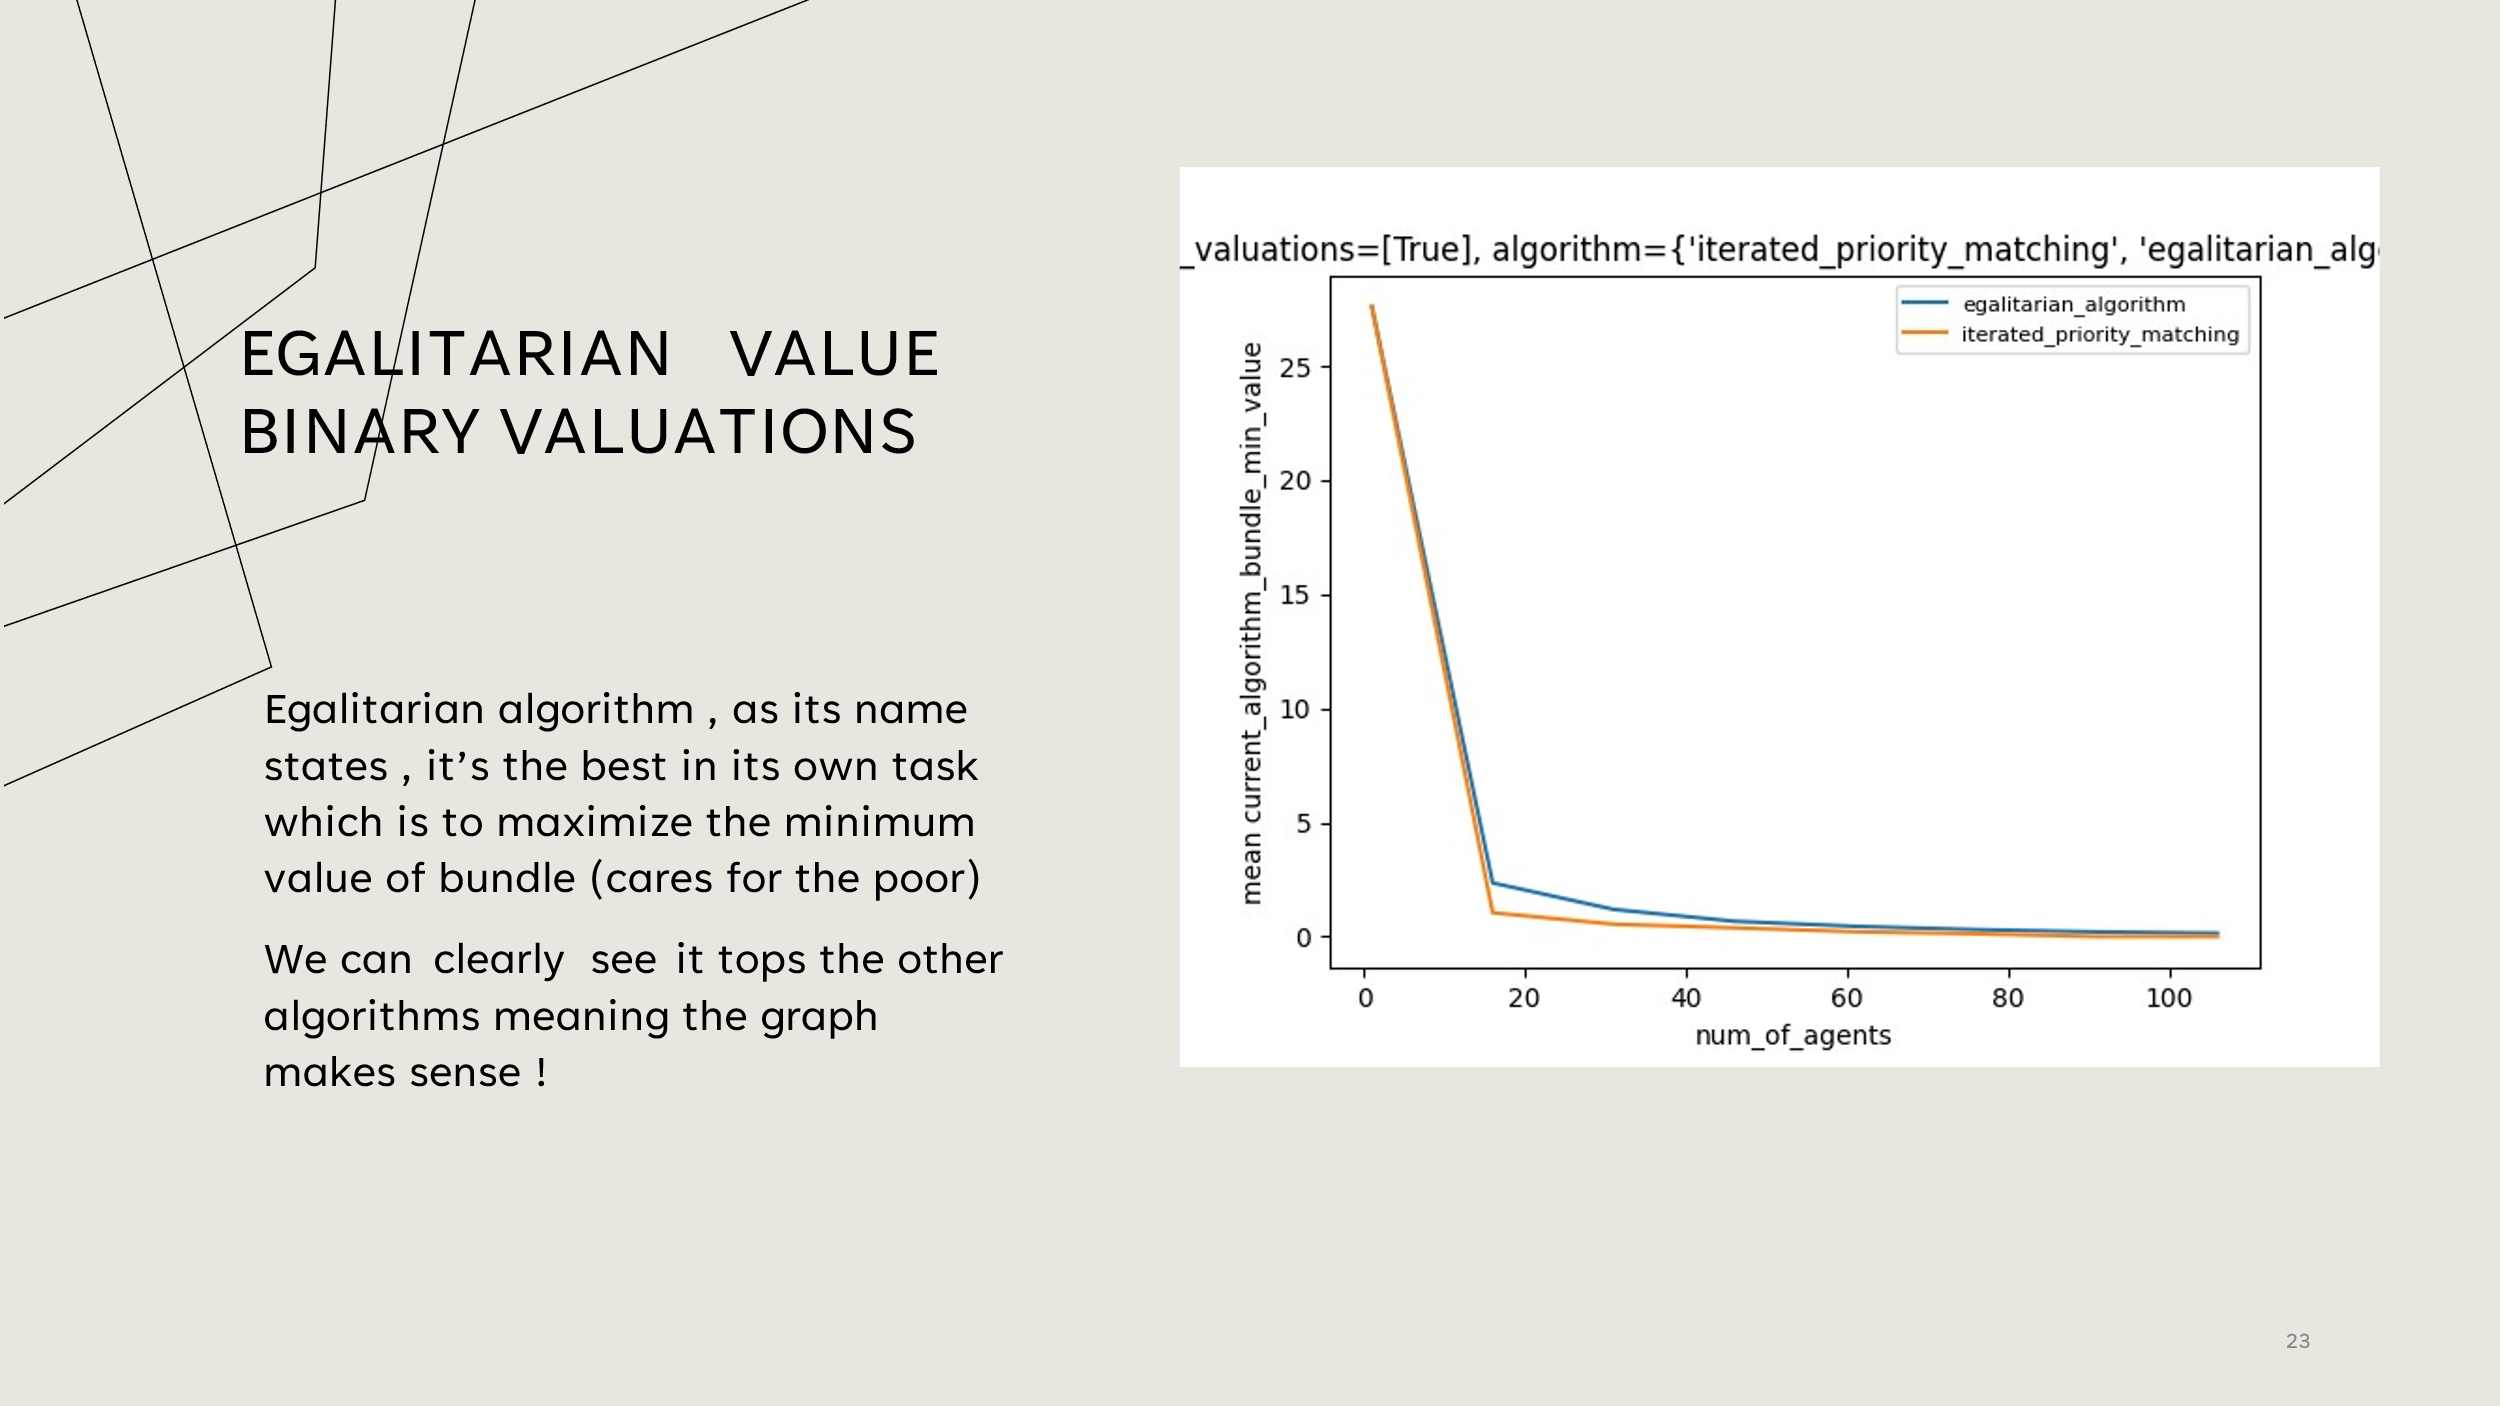 EGALITARIAN VALUE
BINARY VALUATIONS
Egalitarian algorithm , as its name
states , it’s the best in its own task
which is to maximize the minimum
value of bundle (cares for the poor)
We can clearly see it tops the other
algorithms meaning the graph
makes sense !
_valuations=[True], algorithm={'iterated_priority_matching', 'egalitarian_alg
egalitarian_algorithm
iterated_priority_matching
mean current_algorithm_bundle_min_value
25
20
15
10
5
0
0 20 40 60 80 100
num_of_agents
23